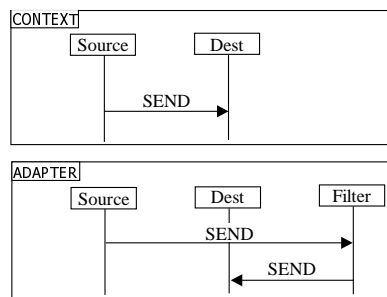 CONTEXT
Source Dest
SEND
ADAPTER
Source Dest Filter
SEND
SEND